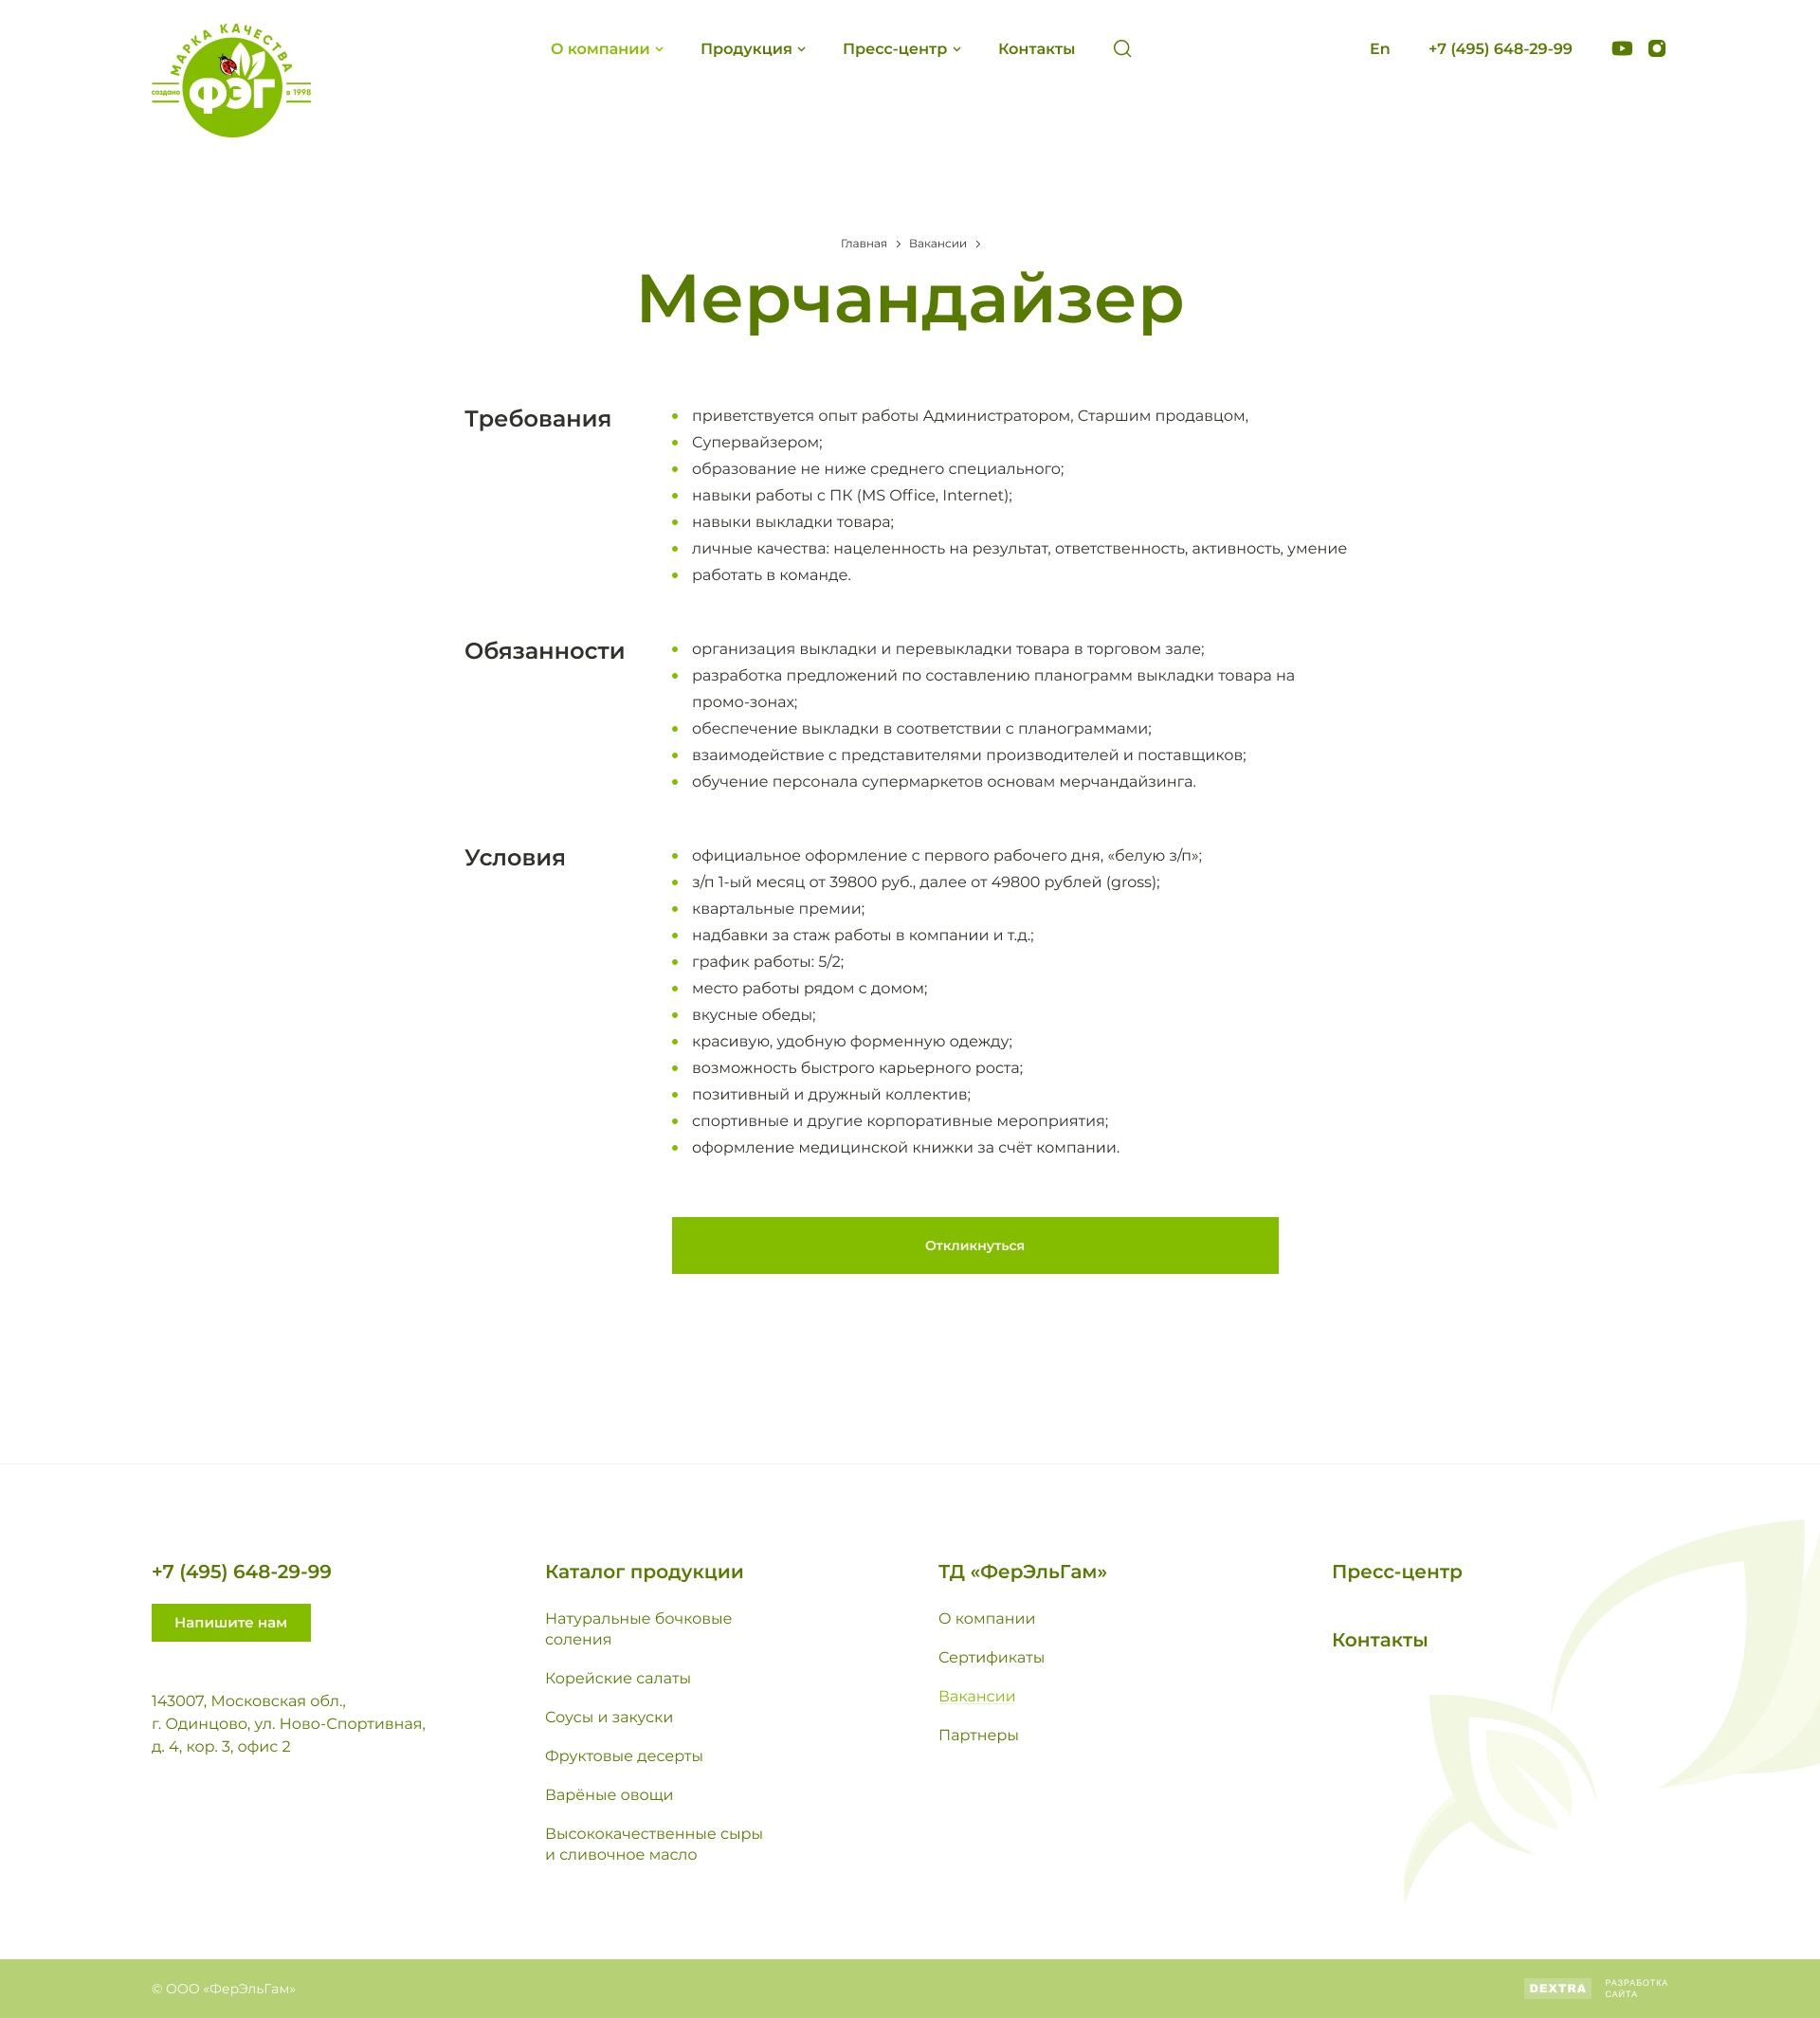 МАРКА КАЧЕСТВА
создано
ФЭГ
в 1998
О компании
Продукция
Пресс-центр
Контакты
En
+7 (495) 648-29-99
Главная
Вакансии
Мерчандайзер
Требования
приветствуется опыт работы Администратором, Старшим продавцом,
Супервайзером;
образование не ниже среднего специального;
навыки работы с ПК (MS Office, Internet);
навыки выкладки товара;
личные качества: нацеленность на результат, ответственность, активность, умение
работать в команде.
Обязанности
организация выкладки и перевыкладки товара в торговом зале;
разработка предложений по составлению планограмм выкладки товара на
промо-зонах;
обеспечение выкладки в соответствии с планограммами;
взаимодействие с представителями производителей и поставщиков;
обучение персонала супермаркетов основам мерчандайзинга.
Условия
официальное оформление с первого рабочего дня, «белую з/п»;
з/п 1-ый месяц от 39800 руб., далее от 49800 рублей (gross);
квартальные премии;
надбавки за стаж работы в компании и т.д.;
график работы: 5/2;
место работы рядом с домом;
вкусные обеды;
красивую, удобную форменную одежду;
возможность быстрого карьерного роста;
позитивный и дружный коллектив;
спортивные и другие корпоративные мероприятия;
оформление медицинской книжки за счёт компании.
Откликнуться
+7 (495) 648-29-99
Напишите нам
143007, Московская обл.,
г. Одинцово, ул. Ново-Спортивная,
д. 4, кор. 3, офис 2
Каталог продукции
Натуральные бочковые
соления
Корейские салаты
Соусы и закуски
Фруктовые десерты
Варёные овощи
Высококачественные сыры
и сливочное масло
ТД «ФерЭльГам»
О компании
Сертификаты
Вакансии
Партнеры
Пресс-центр
Контакты
© ООО «ФерЭльГам»
DEXTRA
РАЗРАБОТКА
САЙТА